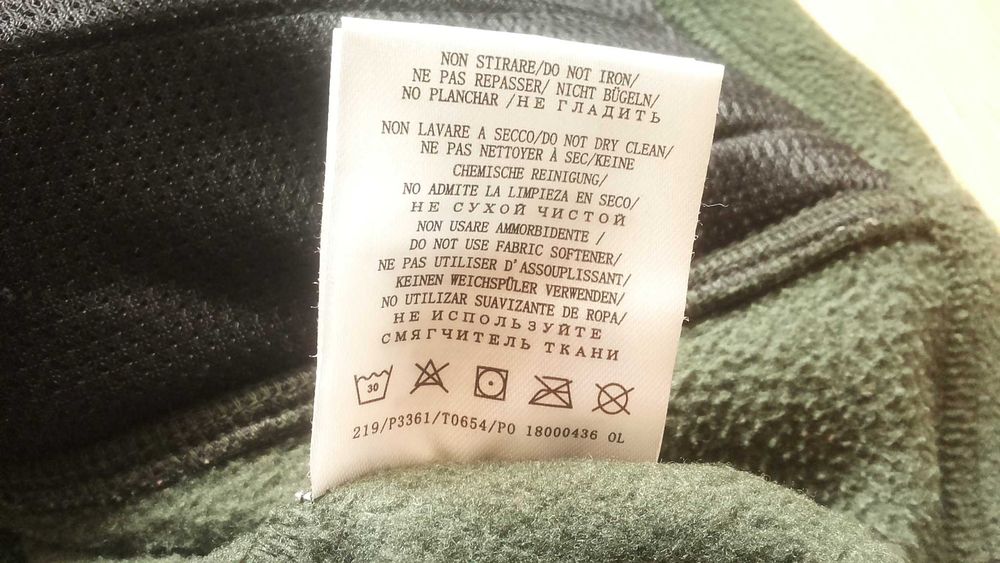 NON STIRARE/DO NOT IRON/
NE PAS REPASSER/ NICHT BÜGELN/
NO PLANCHAR /НЕ ГЛАДИТЬ
NON LAVARE A SECCO/DO NOT DRY CLEAN/
NE PAS NETTOYER À SEC/KEINE
CHEMISCHE REINIGUNG/
NO ADMITE LA LIMPIEZA EN SECO/
НЕ СУХОЙ ЧИСТОЙ
NON USARE AMMORBIDENTE /
DO NOT USE FABRIC SOFTENER/
NE PAS UTILISER D'ASSOUPLISSANT/
KEINEN WEICHSPÜLER VERWENDEN/
NO UTILIZAR SUAVIZANTE DE ROPA/
НЕ ИСПОЛЬЗУЙТЕ
СМЯГЧИТЕЛЬ ТКАНИ
30
219/P3361/T0654/PO 18000436 OL